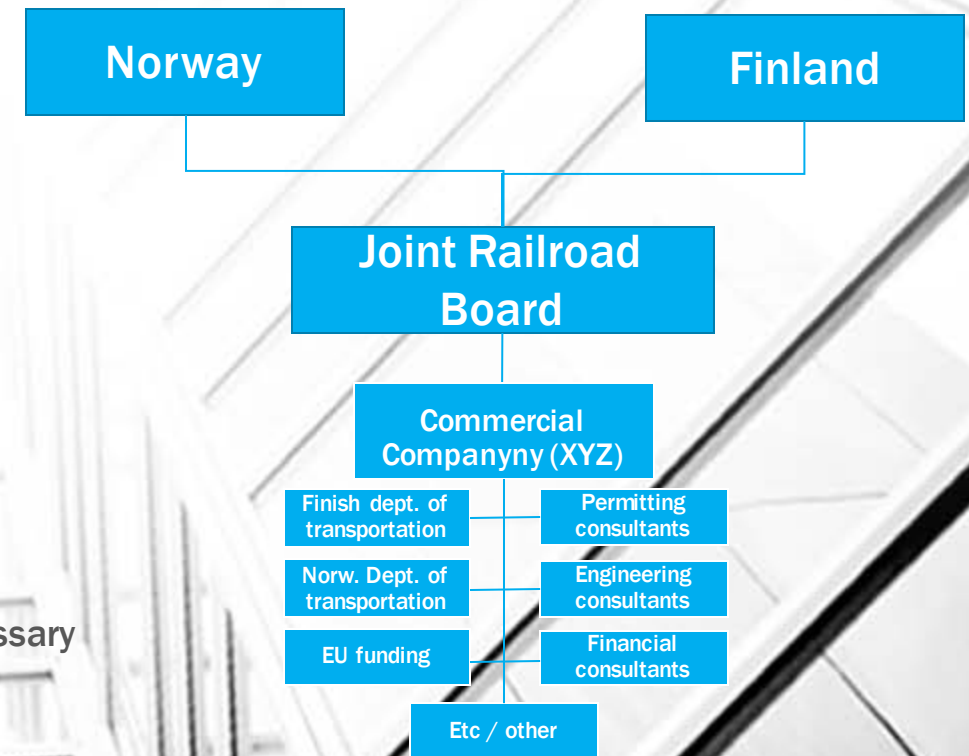 Norway
Finland
Joint Railroad
Board
Commercial
Companyny (XYZ)
Finish dept. of
transportation
Permitting
consultants
Norw. Dept. of
transportation
Engineering
consultants
ssary
EU funding
Financial
consultants
Etc / other